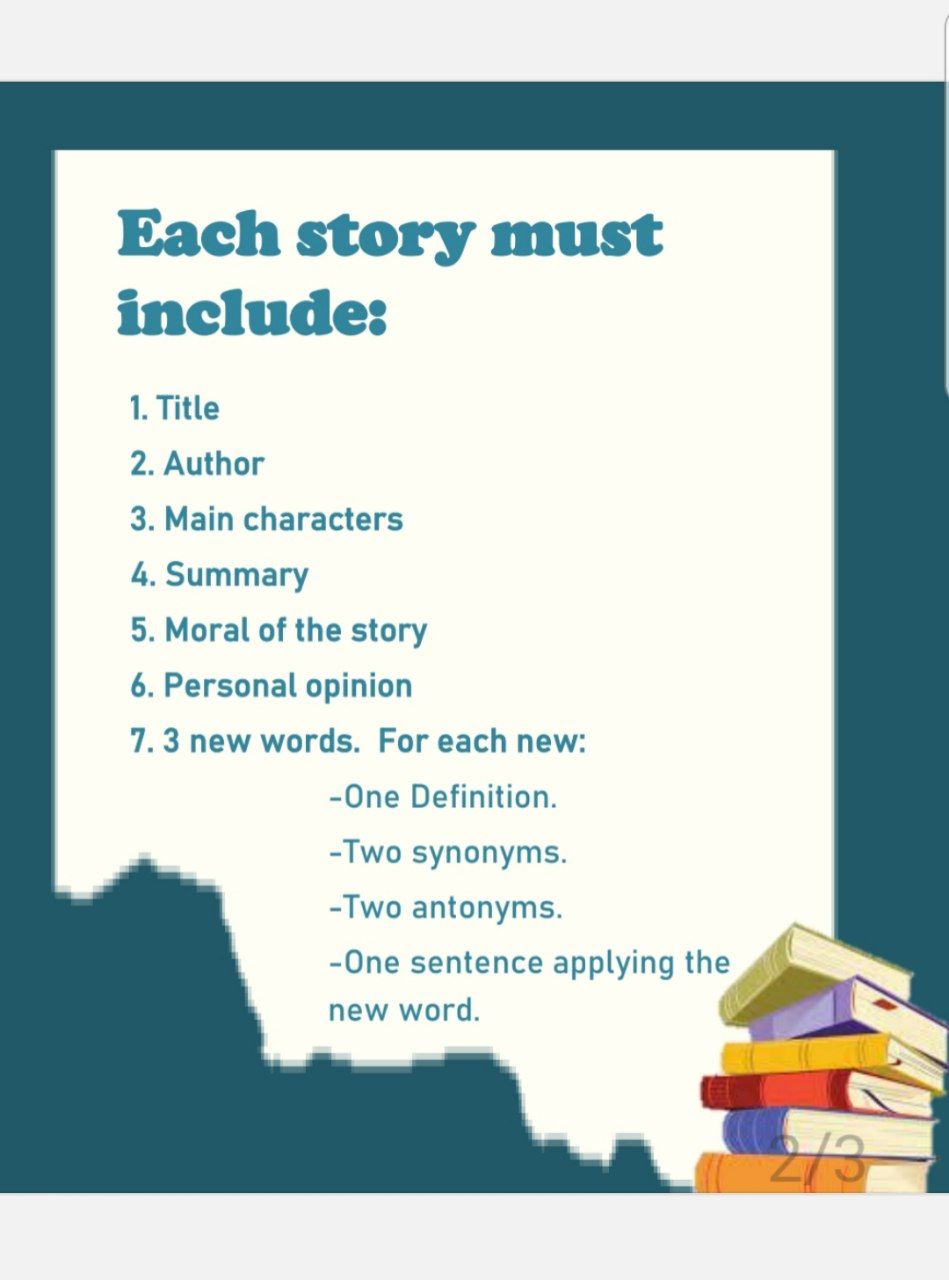 Each story must
include:
1. Title
2. Author
3. Main characters
4. Summary
5. Moral of the story
6. Personal opinion
7. 3 new words.  For each new:
-One Definition.
-Two synonyms.
-Two antonyms.
-One sentence applying the
new word.
2/3